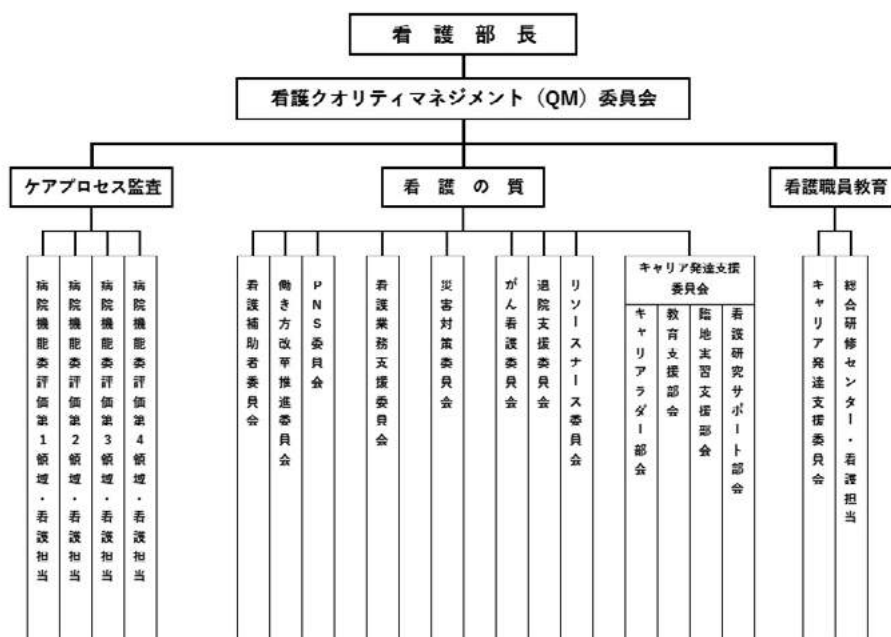 看護部長
看護クオリティマネジメント（QM）委員会
ケアプロセス監査
看護の質
看護職員教育
病院機能委評価第1領域・看護担当
病院機能委評価第2領域・看護担当
病院機能委評価第3領域・看護担当
病院機能委評価第4領域・看護担当
看護補助者委員会
働き方改革推進委員会
PNS委員会
看護業務支援委員会
災害対策委員会
がん看護委員会
退院支援委員会
リソースナース委員会
キャリア発達支援
委員会
キャリアラダー部会
教育支援部会
臨地実習支援部会
看護研究サポート部会
キャリア発達支援委員会
総合研修センター・看護担当